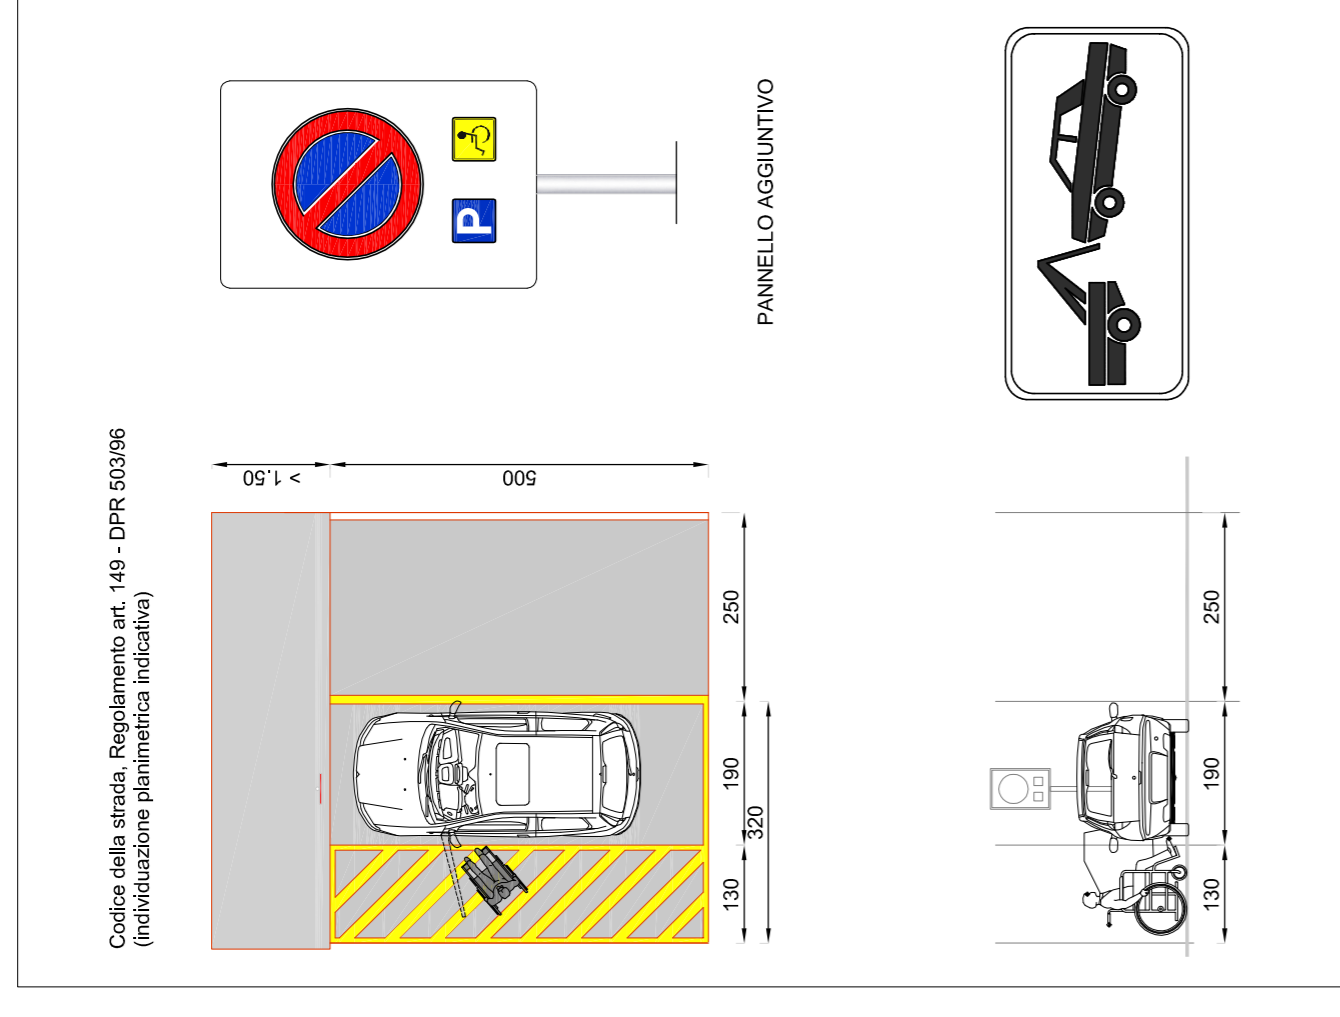 Codice della strada, Regolamento art. 149 - DPR 503/96
(individuazione planimetrica indicativa)
P
PANNELLO AGGIUNTIVO
> 1.50
500
130
190
250
320
130
190
250